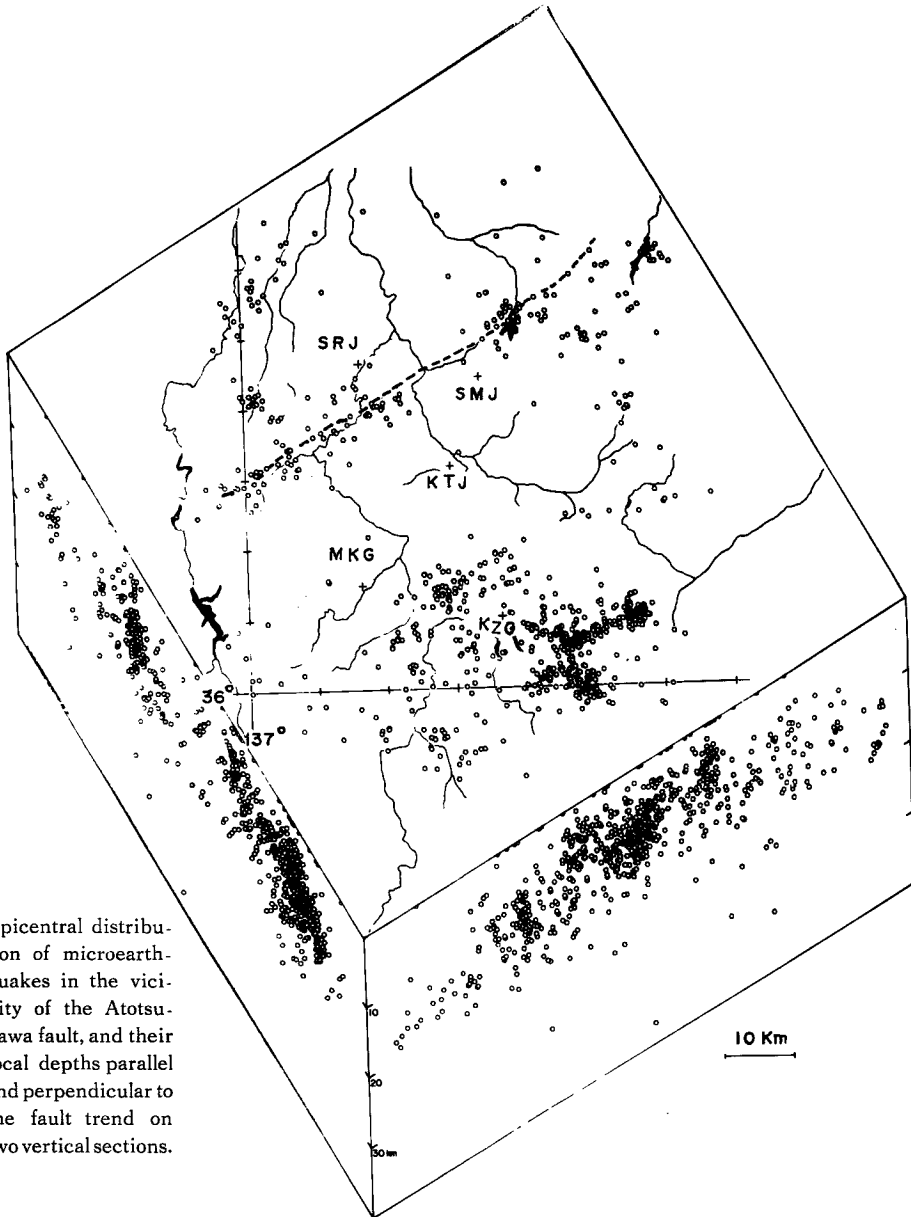 SRJ
SMJ
KTJ
MKG
KZO
36°
137°
10
20
30 km
10 Km
picentral distribu-
on of microearth-
uakes in the vici-
ity of the Atotsu-
awa fault, and their
ocal depths parallel
nd perpendicular to
he fault trend on
wo vertical sections.